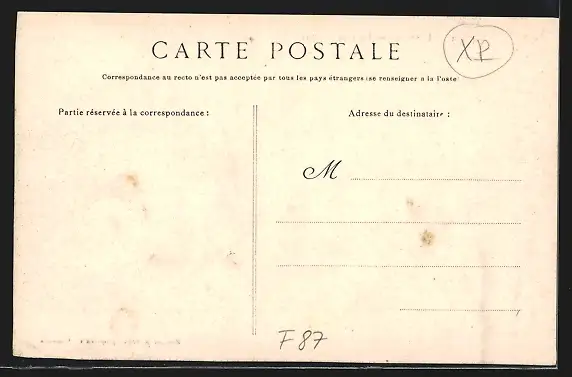 CARTE POSTALE
XP
Correspondance au recto n'est pas acceptée par tous les pays étrangers (se renseigner à la Poste
Partie réservée à la correspondance :
Adresse du destinataire :
M
F 87